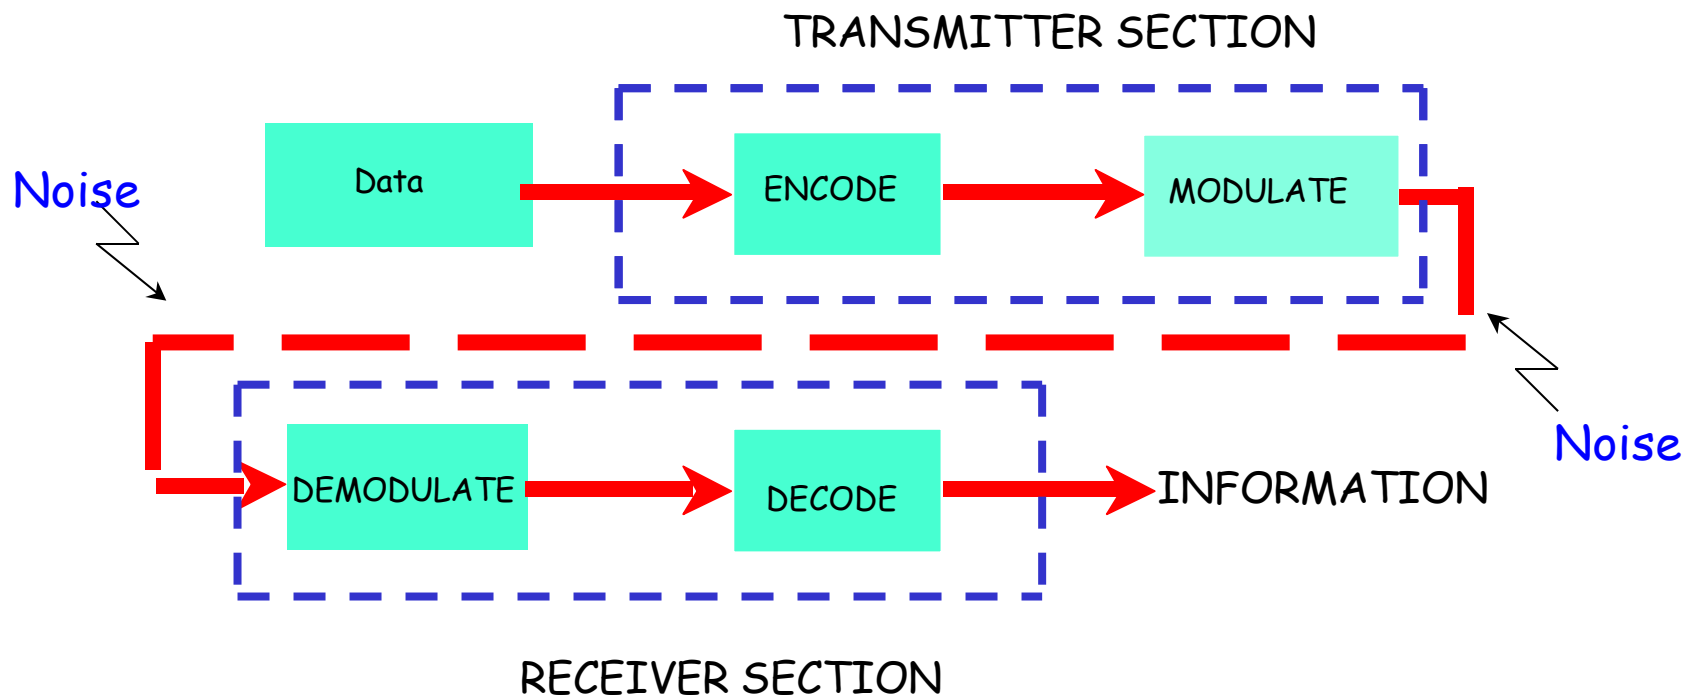 TRANSMITTER SECTION
Noise
Data
ENCODE
MODULATE
DEMODULATE
DECODE
INFORMATION
Noise
RECEIVER SECTION